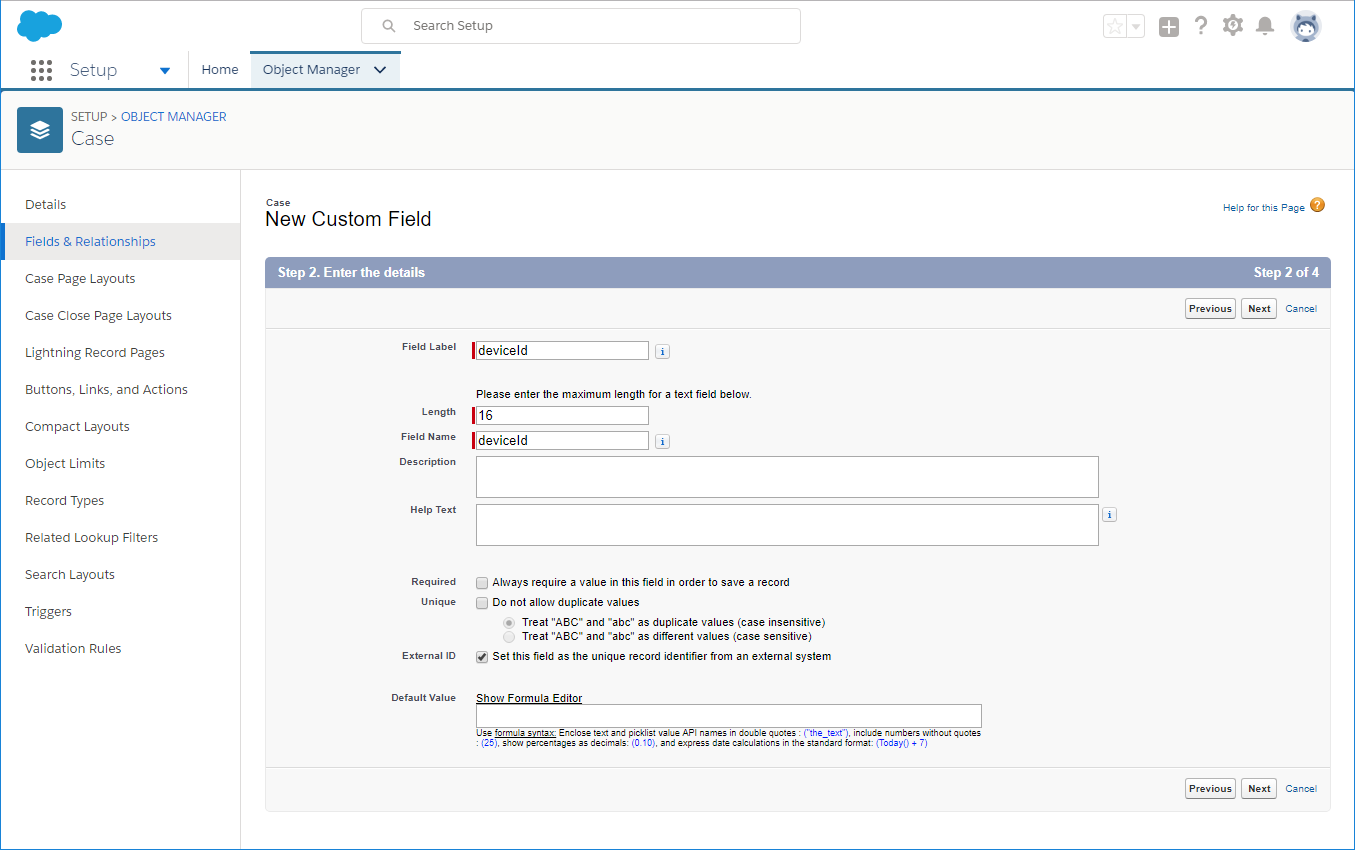 Search Setup
Setup
Home
Object Manager
SETUP > OBJECT MANAGER
Case
Details
Fields & Relationships
Case Page Layouts
Case Close Page Layouts
Lightning Record Pages
Buttons, Links, and Actions
Compact Layouts
Object Limits
Record Types
Related Lookup Filters
Search Layouts
Triggers
Validation Rules
Case
New Custom Field
Help for this Page ?
Step 2. Enter the details Step 2 of 4
Previous Next Cancel
Field Label deviceId i
Please enter the maximum length for a text field below.
Length 16
Field Name deviceId i
Description
Help Text i
Required Always require a value in this field in order to save a record
Unique Do not allow duplicate values
Treat "ABC" and "abc" as duplicate values (case insensitive)
Treat "ABC" and "abc" as different values (case sensitive)
External ID Set this field as the unique record identifier from an external system
Default Value Show Formula Editor
Use formula syntax: Enclose text and picklist value API names in double quotes : ("the_text"), include numbers without quotes
: (25), show percentages as decimals: (0.10), and express date calculations in the standard format: (Today() + 7)
Previous Next Cancel